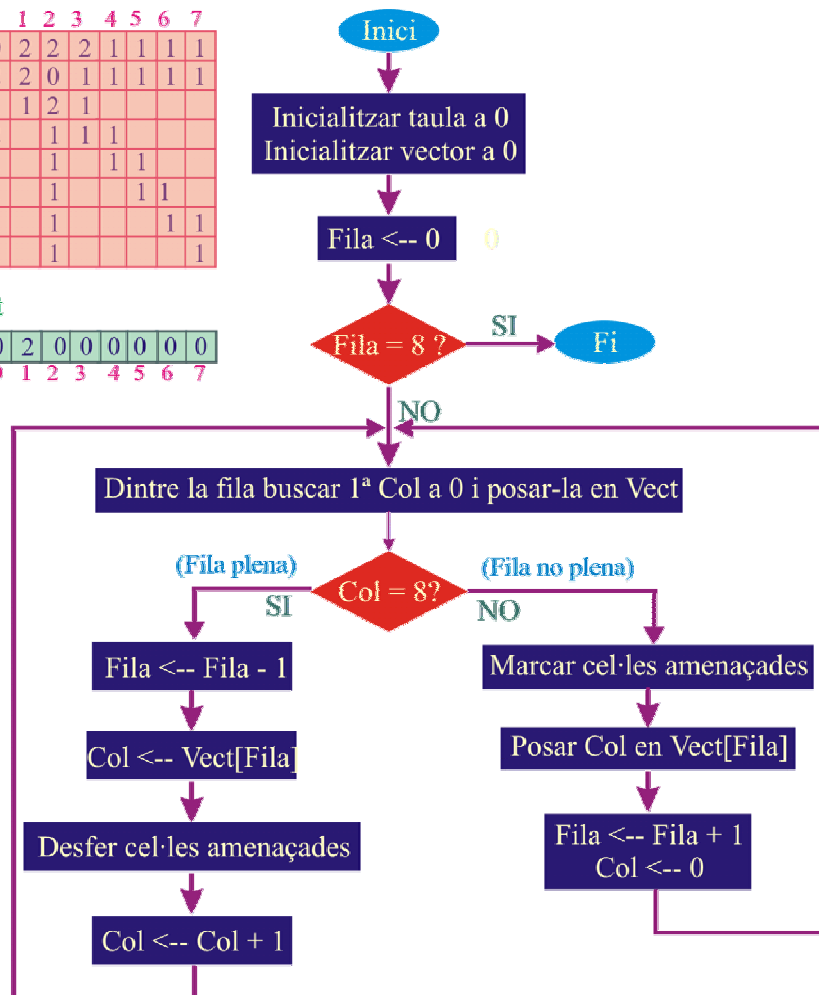 1 2 3 4 5 6 7
2 2 2 1 1 1 1
2 0 1 1 1 1 1
1 2 1
1 1 1
1 1 1
1 1 1
1 1 1
1 1
2 0 0 0 0 0 0
1 2 3 4 5 6 7
Inici
Inicialitzar taula a 0
Inicialitzar vector a 0
Fila <-- 0
0
Fila = 8 ?
SI
Fi
NO
Dintre la fila buscar 1ª Col a 0 i posar-la en Vect
(Fila plena)
Col = 8?
(Fila no plena)
SI
NO
Fila <-- Fila - 1
Col <-- Vect[Fila]
Desfer cel·les amenaçades
Col <-- Col + 1
Marcar cel·les amenaçades
Posar Col en Vect[Fila]
Fila <-- Fila + 1
Col <-- 0